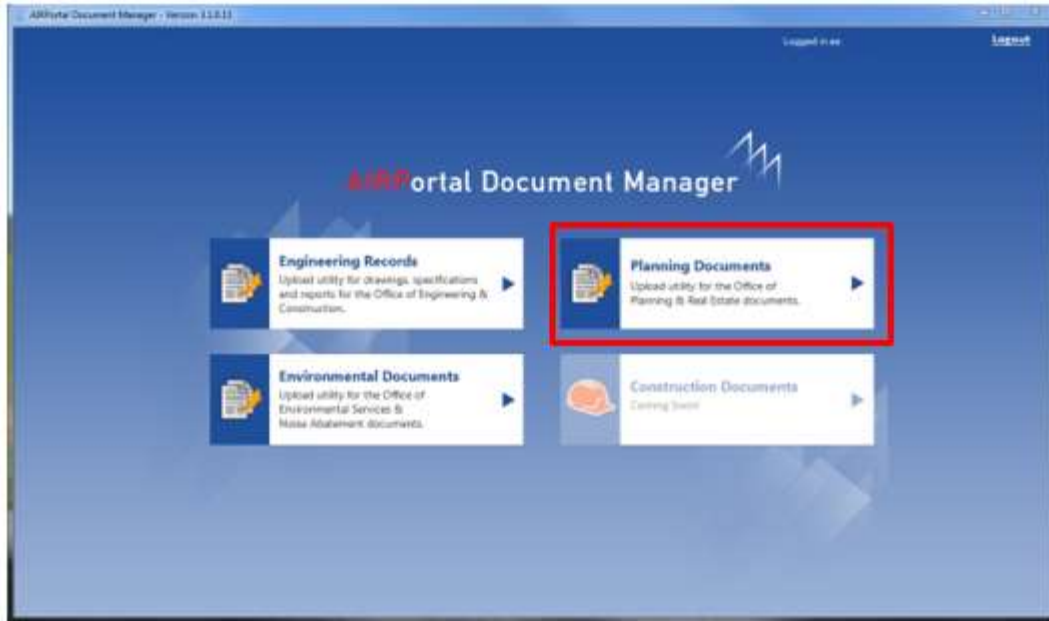 AIRPortal Document Manager - Version 3.1.0.11
Logged in as:
Logout
AIRPortal Document Manager
Engineering Records
Upload utility for drawings, specifications
and reports for the Office of Engineering &
Construction.
Planning Documents
Upload utility for the Office of
Planning & Real Estate documents.
Environmental Documents
Upload utility for the Office of
Environmental Services &
Noise Abatement documents.
Construction Documents
Coming Soon!